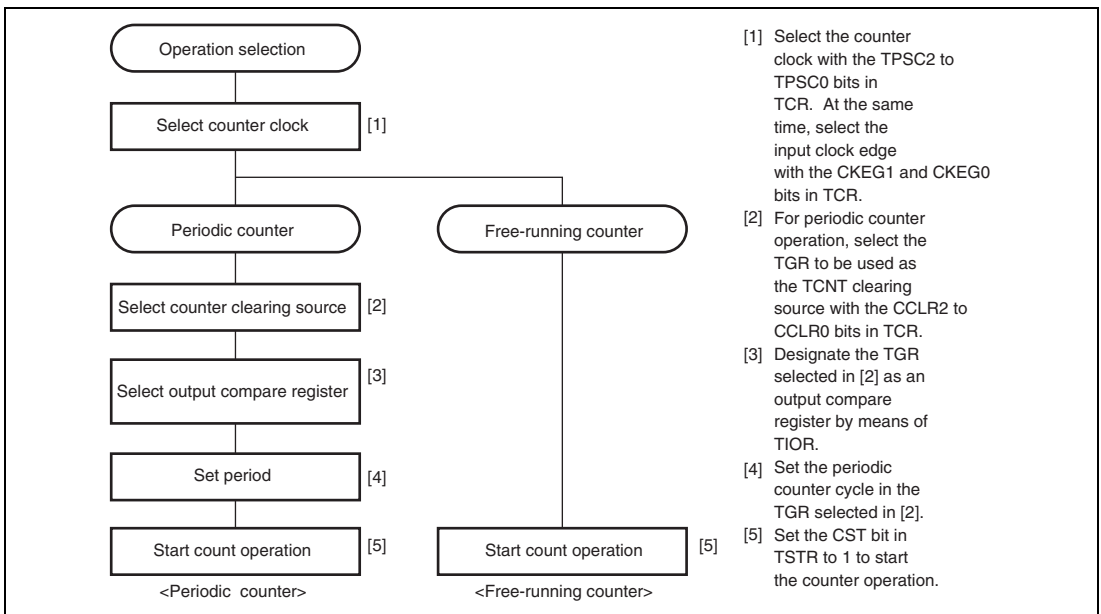 Operation selection
Select counter clock
[1]
Periodic counter
Free-running counter
Select counter clearing source
[2]
Select output compare register
[3]
Set period
[4]
Start count operation
[5]
Start count operation
[5]
<Periodic counter>
<Free-running counter>
[1] Select the counter
clock with the TPSC2 to
TPSC0 bits in
TCR. At the same
time, select the
input clock edge
with the CKEG1 and CKEG0
bits in TCR.
[2] For periodic counter
operation, select the
TGR to be used as
the TCNT clearing
source with the CCLR2 to
CCLR0 bits in TCR.
[3] Designate the TGR
selected in [2] as an
output compare
register by means of
TIOR.
[4] Set the periodic
counter cycle in the
TGR selected in [2].
[5] Set the CST bit in
TSTR to 1 to start
the counter operation.